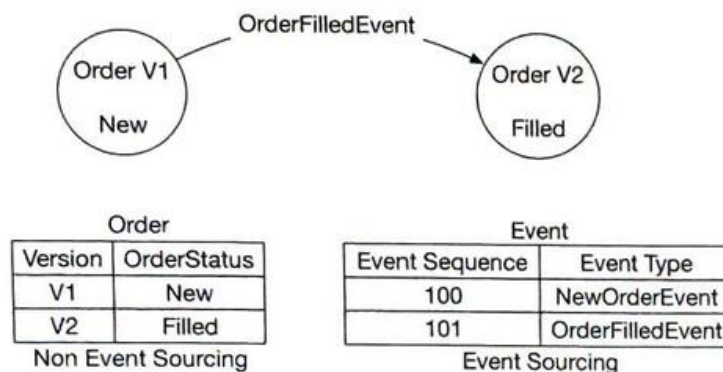 OrderFilledEvent
Order V1
New
Order V2
Filled
Order
Version OrderStatus
V1 New
V2 Filled
Non Event Sourcing
Event
Event Sequence Event Type
100 NewOrderEvent
101 OrderFilledEvent
Event Sourcing